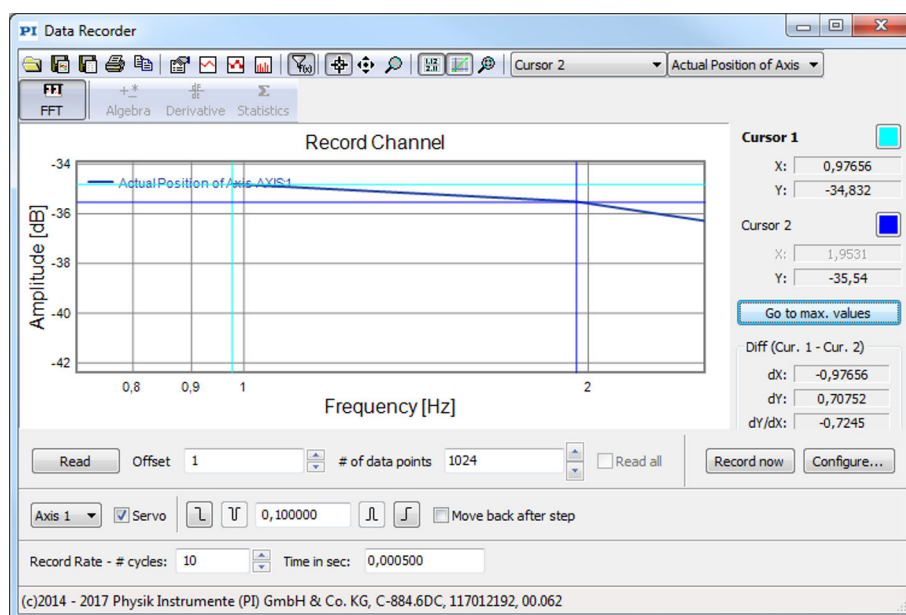 PI Data Recorder
Cursor 2 Actual Position of Axis
FFT
FFT Algebra Derivative Statistics
Record Channel
Actual Position of Axis AXIS:1
Amplitude [dB]
-34
-36
-38
-40
-42
0,8 0,9 1 2
Frequency [Hz]
Cursor 1
X: 0,97656
Y: -34,832
Cursor 2
X: 1,9531
Y: -35,54
Go to max. values
Diff (Cur. 1 - Cur. 2)
dX: -0,97656
dY: 0,70752
dY/dX: -0,7245
Read Offset 1 # of data points 1024 Read all Record now Configure...
Axis 1 Servo 0,100000 Move back after step
Record Rate - # cycles: 10 Time in sec: 0,000500
(c)2014 - 2017 Physik Instrumente (PI) GmbH & Co. KG, C-884.6DC, 117012192, 00.062